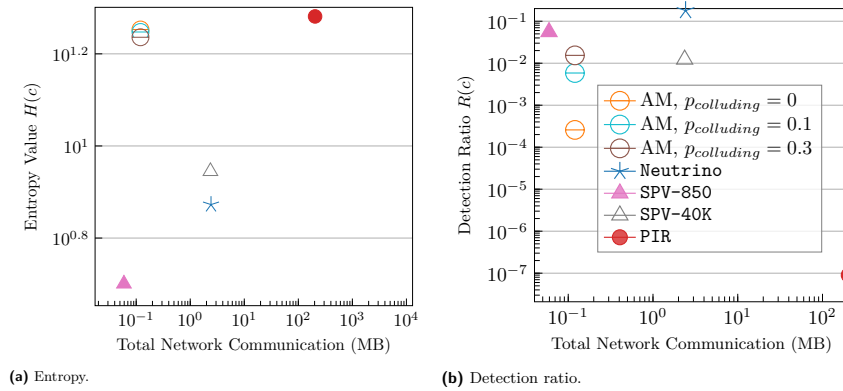 10^1.2
10^1
10^0.8
Entropy Value H(c)
10^−1 10^0 10^1 10^2 10^3 10^4
Total Network Communication (MB)
(a) Entropy.
10^−1
10^−2
10^−3
10^−4
10^−5
10^−6
10^−7
Detection Ratio R(c)
AM, p_colluding = 0
AM, p_colluding = 0.1
AM, p_colluding = 0.3
Neutrino
SPV-850
SPV-40K
PIR
10^−1 10^0 10^1 10^2
Total Network Communication (MB)
(b) Detection ratio.